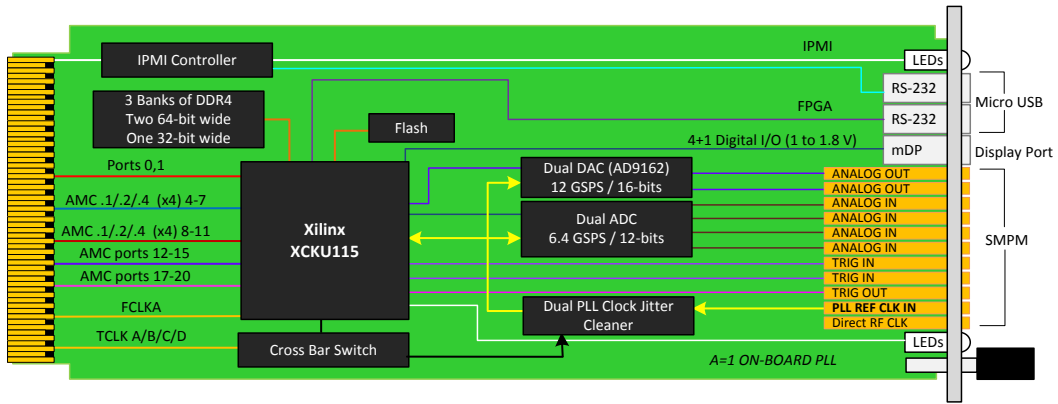 IPMI
LEDs
IPMI Controller
RS-232
Micro USB
3 Banks of DDR4
Two 64-bit wide
One 32-bit wide
FPGA
RS-232
Flash
4+1 Digital I/O (1 to 1.8 V)
mDP
Display Port
Ports 0,1
Dual DAC (AD9162)
12 GSPS / 16-bits
ANALOG OUT
ANALOG OUT
AMC .1/.2/.4 (x4) 4-7
Xilinx
XCKU115
Dual ADC
6.4 GSPS / 12-bits
ANALOG IN
ANALOG IN
ANALOG IN
ANALOG IN
SMPM
AMC .1/.2/.4 (x4) 8-11
AMC ports 12-15
TRIG IN
AMC ports 17-20
TRIG IN
TRIG OUT
FCLKA
Dual PLL Clock Jitter
Cleaner
PLL REF CLK IN
Direct RF CLK
TCLK A/B/C/D
Cross Bar Switch
LEDs
A=1 ON-BOARD PLL